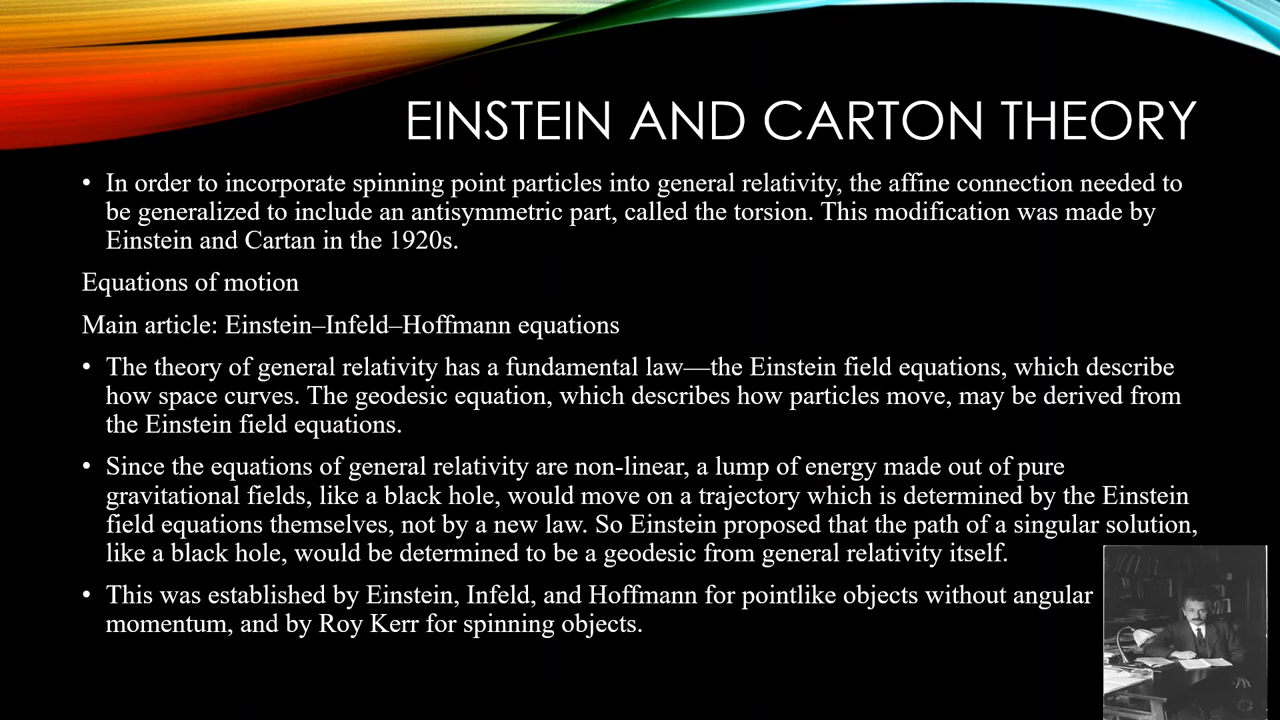 EINSTEIN AND CARTON THEORY
• In order to incorporate spinning point particles into general relativity, the affine connection needed to
be generalized to include an antisymmetric part, called the torsion. This modification was made by
Einstein and Cartan in the 1920s.
Equations of motion
Main article: Einstein–Infeld–Hoffmann equations
• The theory of general relativity has a fundamental law—the Einstein field equations, which describe
how space curves. The geodesic equation, which describes how particles move, may be derived from
the Einstein field equations.
• Since the equations of general relativity are non-linear, a lump of energy made out of pure
gravitational fields, like a black hole, would move on a trajectory which is determined by the Einstein
field equations themselves, not by a new law. So Einstein proposed that the path of a singular solution,
like a black hole, would be determined to be a geodesic from general relativity itself.
• This was established by Einstein, Infeld, and Hoffmann for pointlike objects without angular
momentum, and by Roy Kerr for spinning objects.